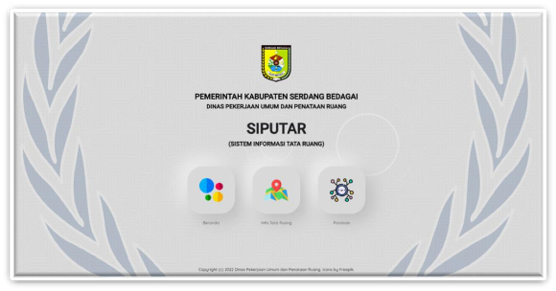 PEMERINTAH KABUPATEN SERDANG BEDAGAI
DINAS PEKERJAAN UMUM DAN PENATAAN RUANG
SIPUTAR
(SISTEM INFORMASI TATA RUANG)
Beranda Info Tata Ruang
Copyright (c) 2022 Dinas Pekerjaan Umum dan Penataan Ruang. Icons by Freepik.